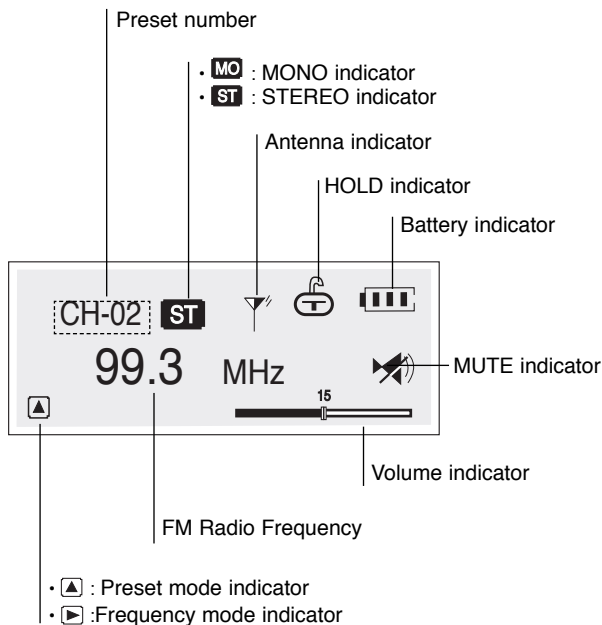 Preset number
• MO : MONO indicator
• ST : STEREO indicator
Antenna indicator
HOLD indicator
Battery indicator
CH-02 ST
99.3 MHz
MUTE indicator
15
Volume indicator
FM Radio Frequency
• ▲ : Preset mode indicator
• ▶ :Frequency mode indicator